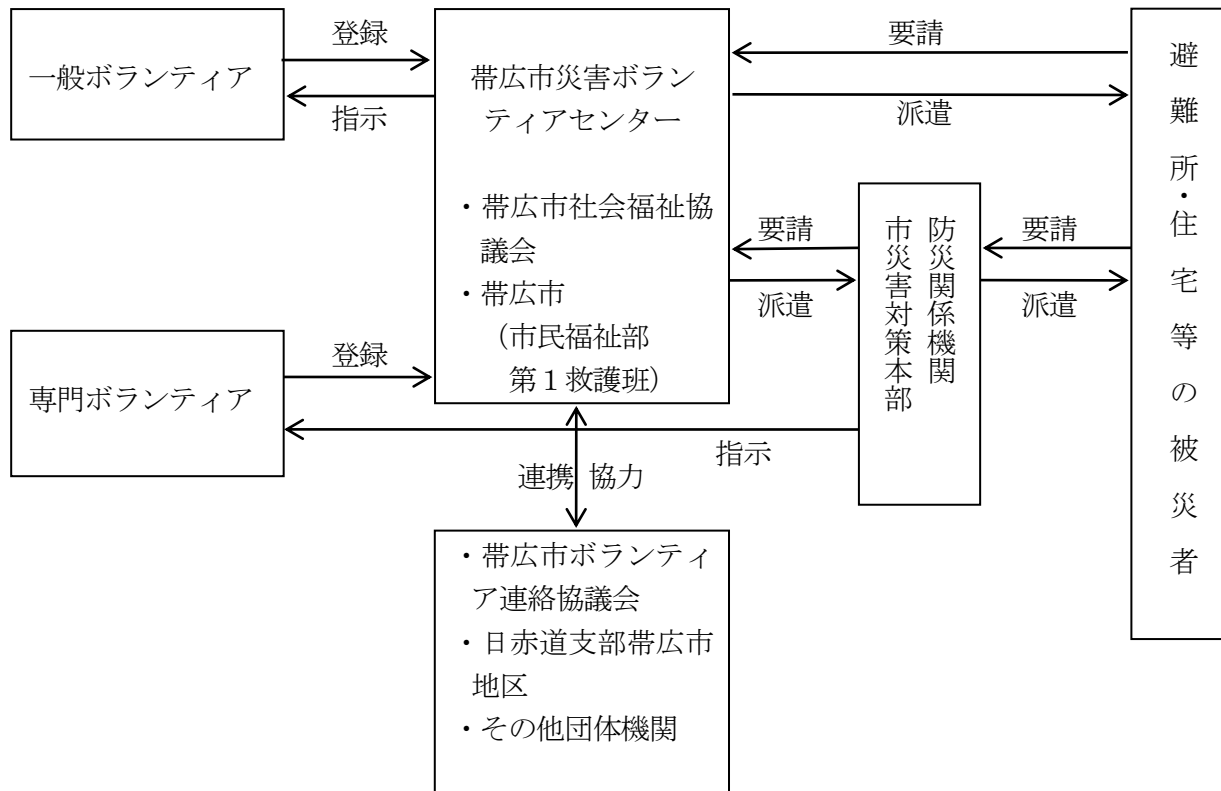 一般ボランティア
登録
指示
帯広市災害ボラン
ティアセンター
・帯広市社会福祉協
議会
・帯広市
（市民福祉部
第１救護班）
要請
派遣
要請
派遣
防災関係機関
市災害対策本部
要請
派遣
避難所・住宅等の被災者
専門ボランティア
登録
指示
連携 協力
・帯広市ボランティ
ア連絡協議会
・日赤道支部帯広市
地区
・その他団体機関